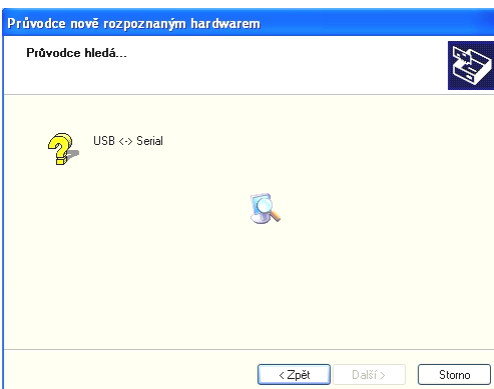 Průvodce nově rozpoznaným hardwarem
Průvodce hledá...
USB <-> Serial
< Zpět
Další >
Storno